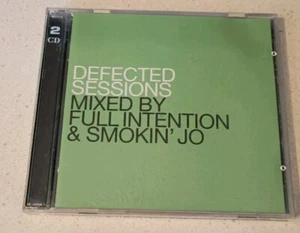 2
CD
DEFECTED
SESSIONS
MIXED BY
FULL INTENTION
& SMOKIN' JO